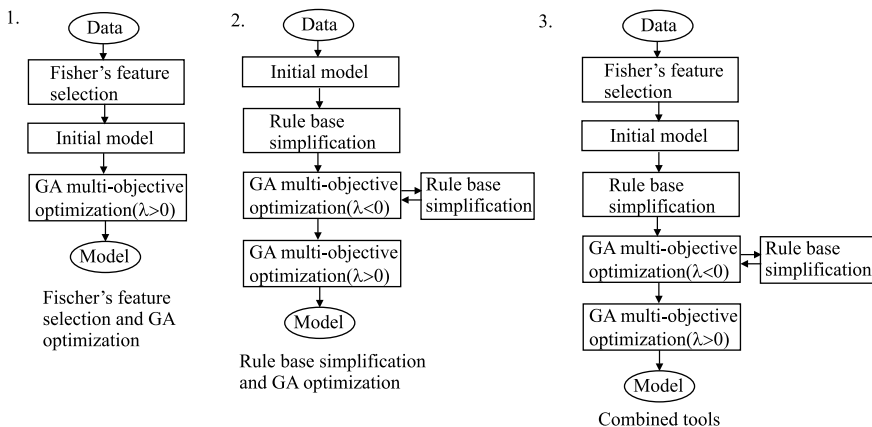 1.
Data
Fisher's feature
selection
Initial model
GA multi-objective
optimization(λ>0)
Model
Fischer's feature
selection and GA
optimization
2.
Data
Initial model
Rule base
simplification
GA multi-objective
optimization(λ<0)
Rule base
simplification
GA multi-objective
optimization(λ>0)
Model
Rule base simplification
and GA optimization
3.
Data
Fisher's feature
selection
Initial model
Rule base
simplification
GA multi-objective
optimization(λ<0)
Rule base
simplification
GA multi-objective
optimization(λ>0)
Model
Combined tools